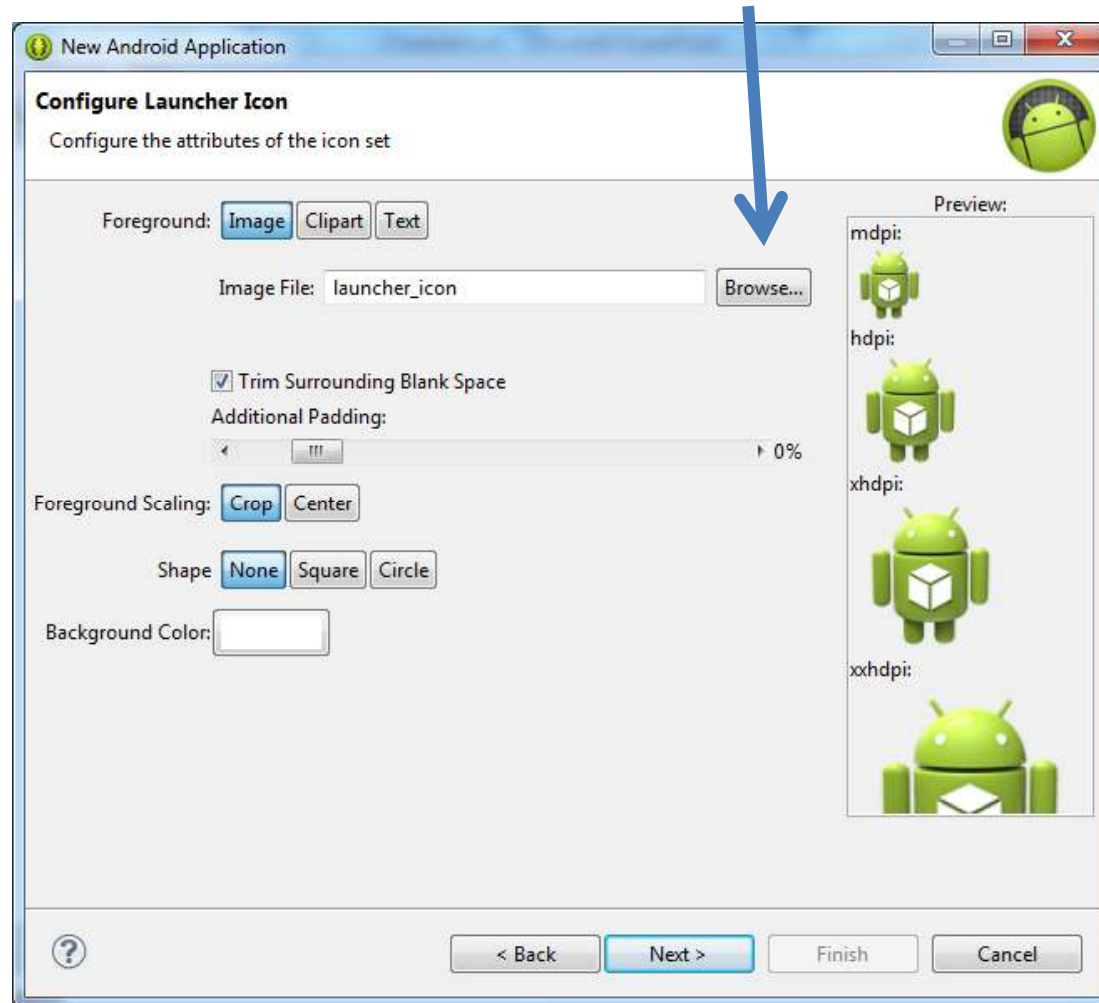 New Android Application
Configure Launcher Icon
Configure the attributes of the icon set
Foreground: Image Clipart Text
Image File: launcher_icon Browse...
Trim Surrounding Blank Space
Additional Padding:
0%
Foreground Scaling: Crop Center
Shape None Square Circle
Background Color:
Preview:
mdpi:
hdpi:
xhdpi:
xxhdpi:
? < Back Next > Finish Cancel